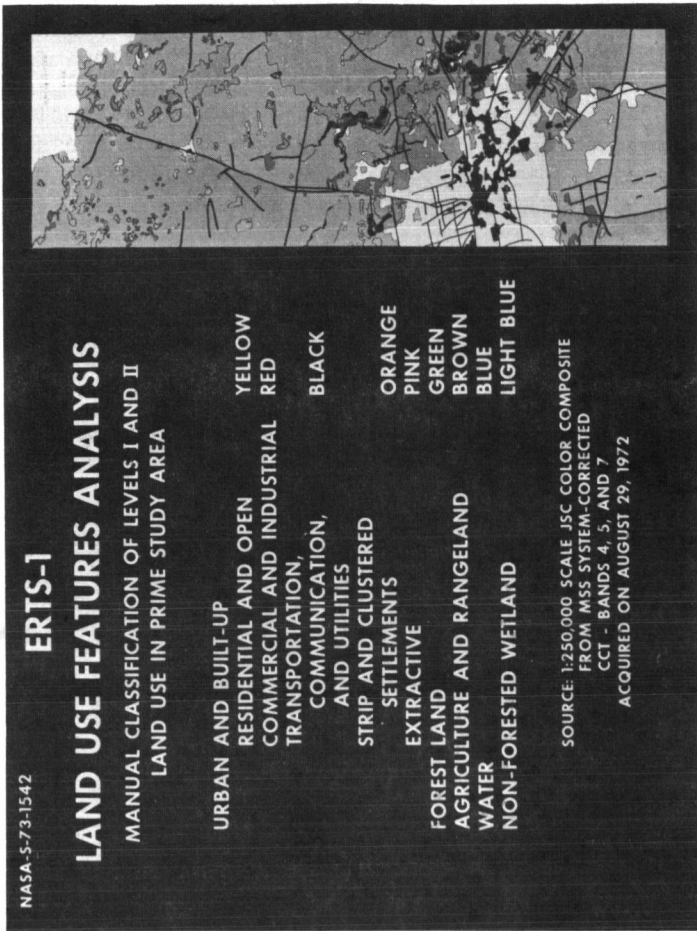 NASA-S-73-1542
ERTS-1
LAND USE FEATURES ANALYSIS
MANUAL CLASSIFICATION OF LEVELS I AND II
LAND USE IN PRIME STUDY AREA
URBAN AND BUILT-UP
RESIDENTIAL AND OPEN YELLOW
COMMERCIAL AND INDUSTRIAL RED
TRANSPORTATION,
COMMUNICATION, BLACK
AND UTILITIES
STRIP AND CLUSTERED
SETTLEMENTS ORANGE
EXTRACTIVE PINK
FOREST LAND GREEN
AGRICULTURE AND RANGELAND BROWN
WATER BLUE
NON-FORESTED WETLAND LIGHT BLUE
SOURCE: 1:250,000 SCALE JSC COLOR COMPOSITE
FROM MSS SYSTEM-CORRECTED
CCT - BANDS 4, 5, AND 7
ACQUIRED ON AUGUST 29, 1972